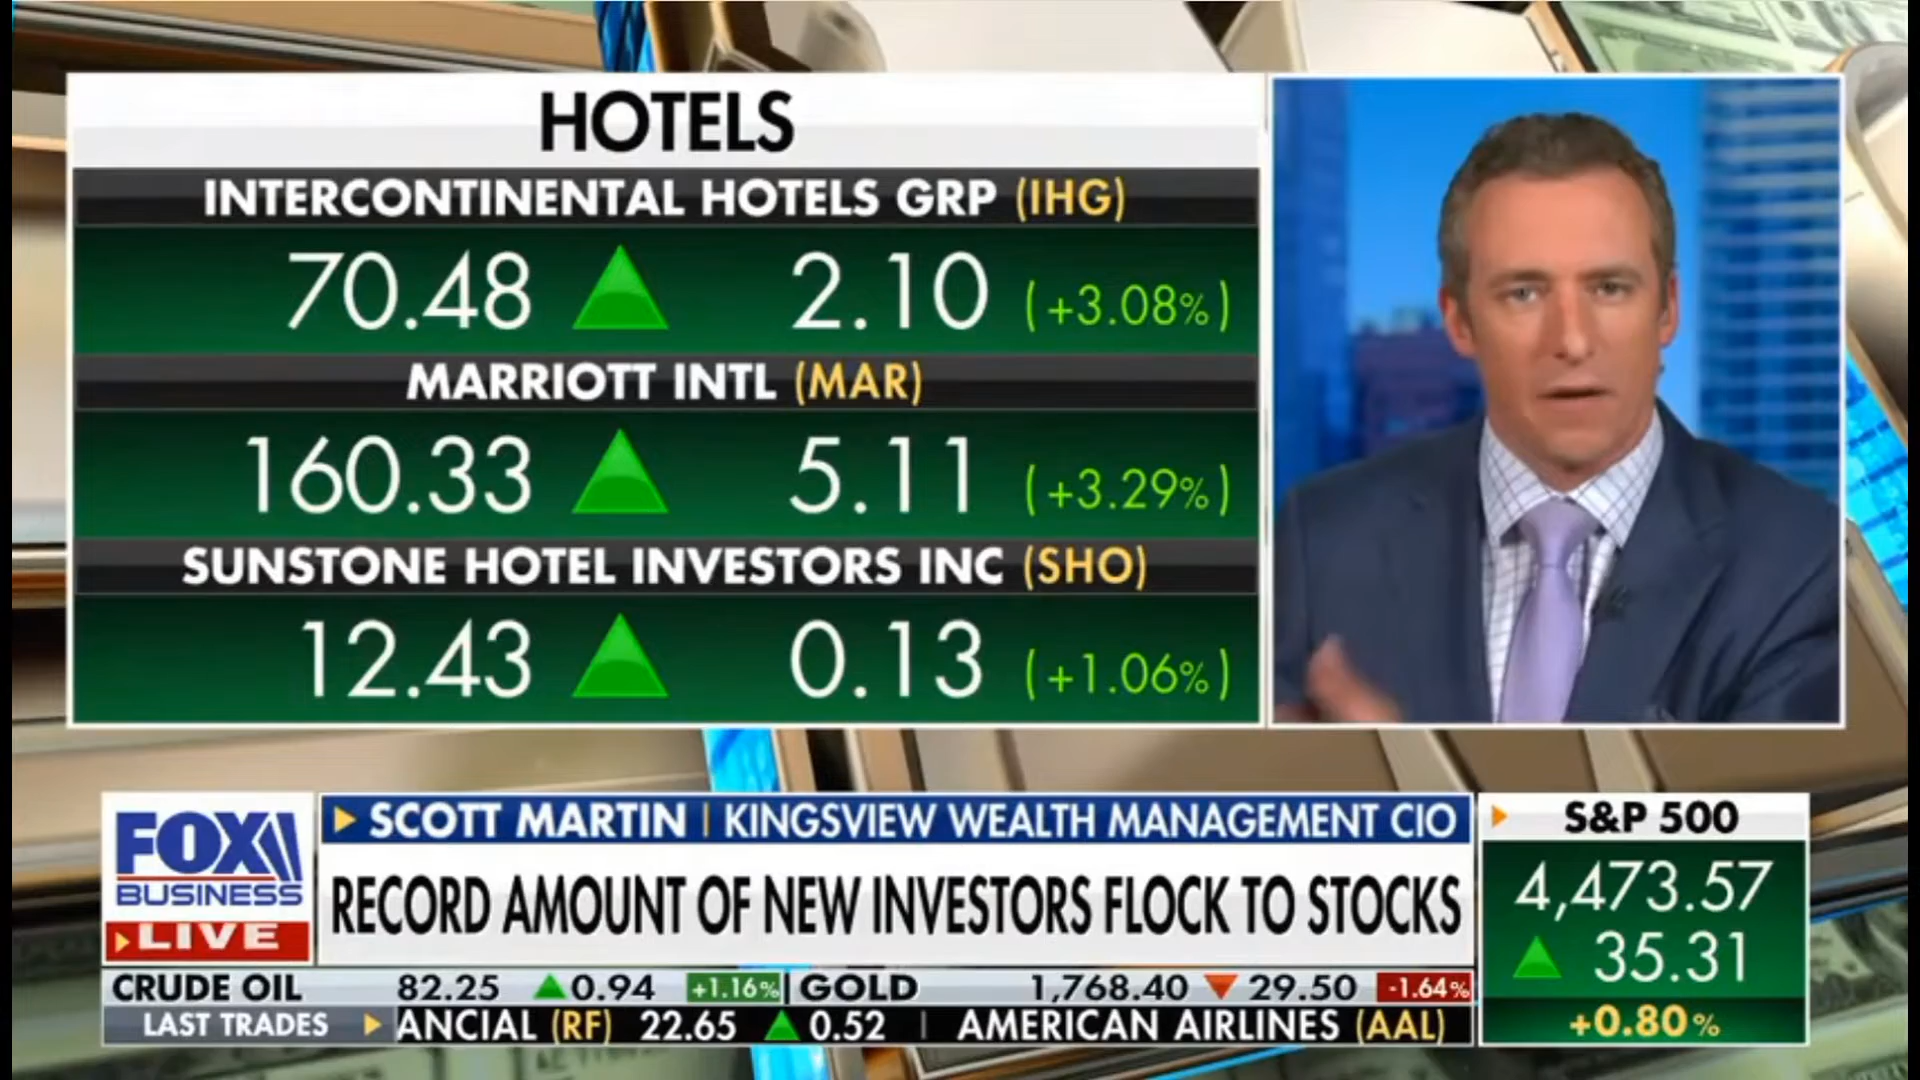 HOTELS
INTERCONTINENTAL HOTELS GRP (IHG)
70.48 ▲ 2.10 (+3.08%)
MARRIOTT INTL (MAR)
160.33 ▲ 5.11 (+3.29%)
SUNSTONE HOTEL INVESTORS INC (SHO)
12.43 ▲ 0.13 (+1.06%)
SCOTT MARTIN | KINGSVIEW WEALTH MANAGEMENT CIO
RECORD AMOUNT OF NEW INVESTORS FLOCK TO STOCKS
FOX
BUSINESS
LIVE
S&P 500
4,473.57
▲ 35.31
+0.80%
CRUDE OIL 82.25 ▲ 0.94 +1.16% | GOLD 1,768.40 ▼ 29.50 -1.64%
LAST TRADES ANCIAL (RF) 22.65 ▲ 0.52 | AMERICAN AIRLINES (AAL)